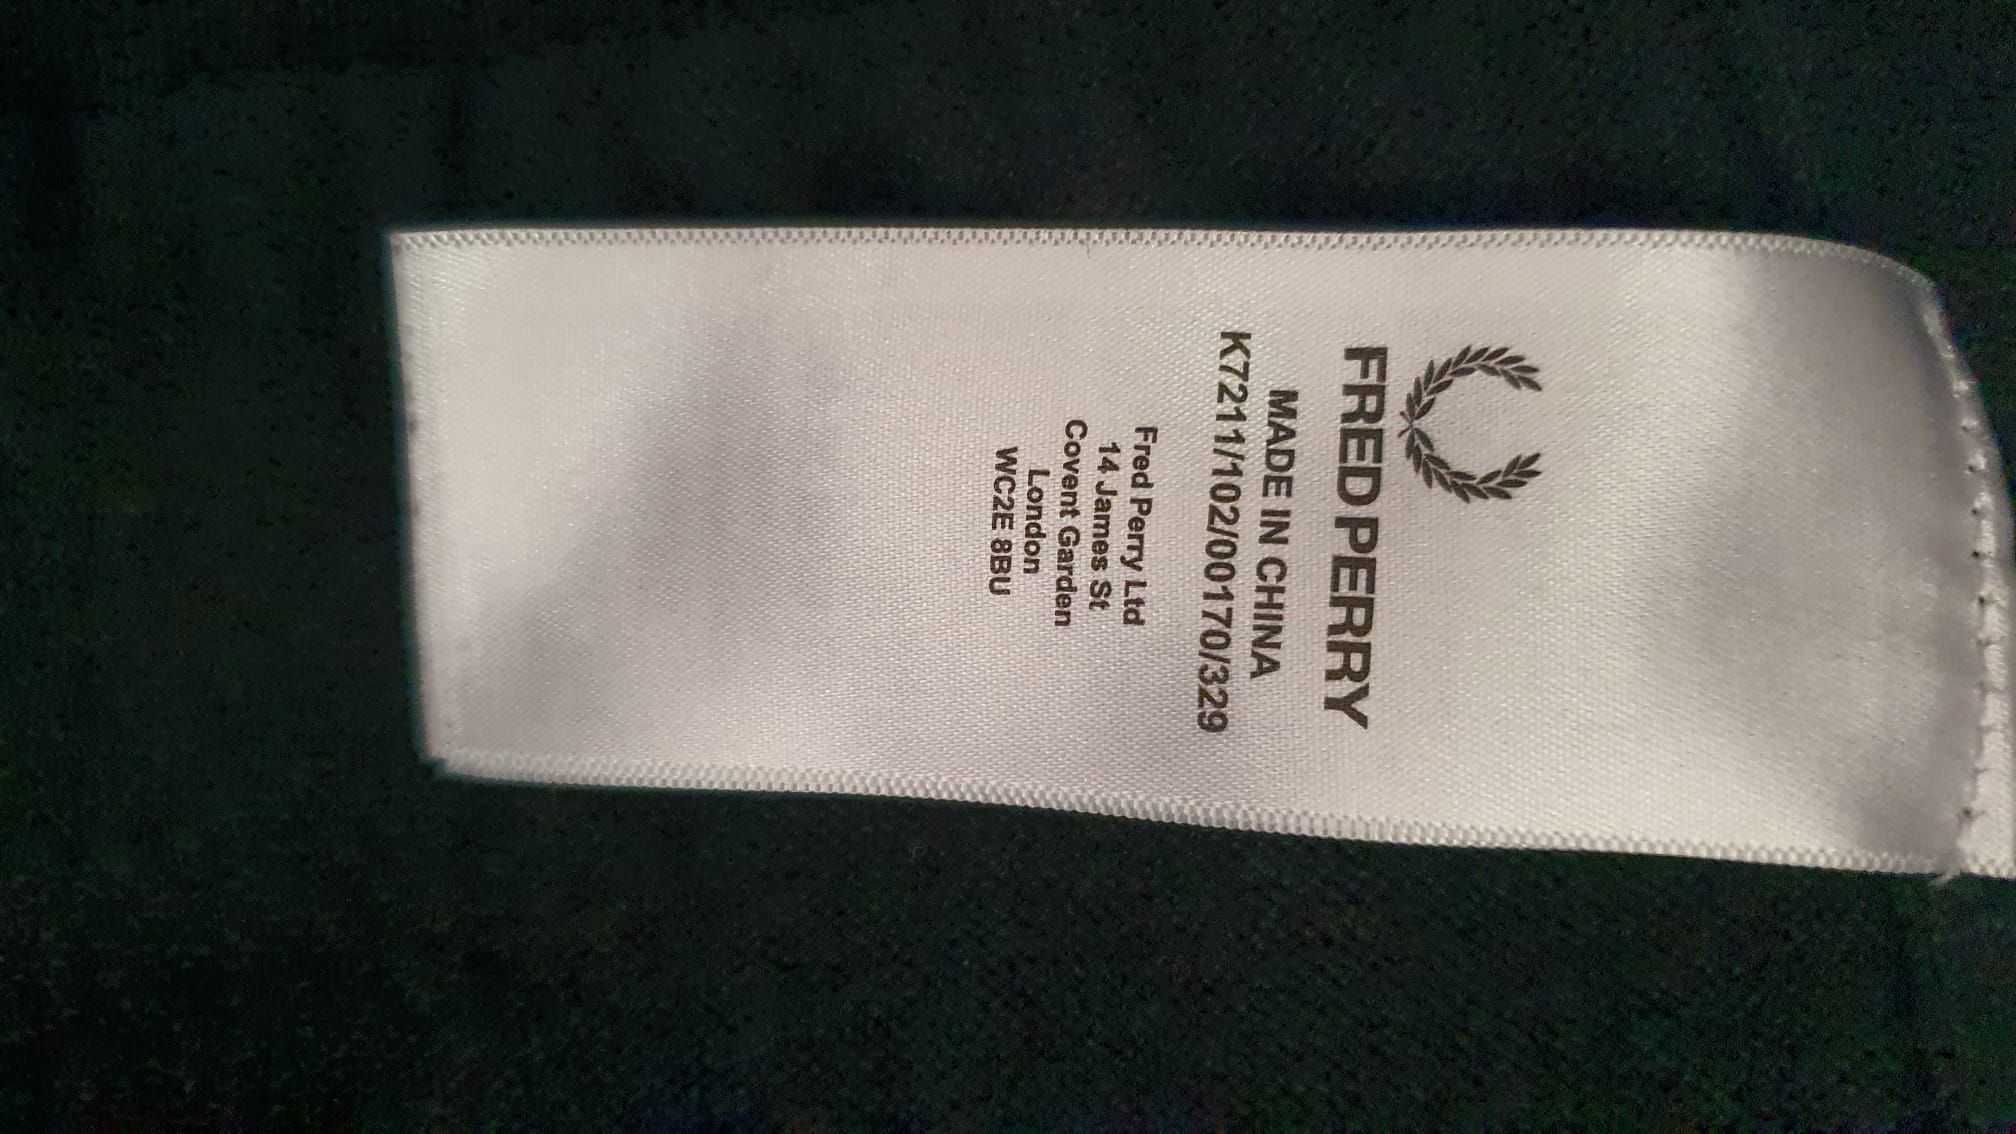 FRED PERRY
MADE IN CHINA
K7211/102/00170/329
Fred Perry Ltd
14 James St
Covent Garden
London
WC2E 8BU